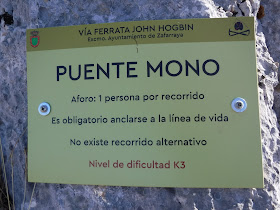 VÍA FERRATA JOHN HOGBIN
Excmo. Ayuntamiento de Zafarraya
PUENTE MONO
Aforo: 1 persona por recorrido
Es obligatorio anclarse a la línea de vida
No existe recorrido alternativo
Nivel de dificultad K3